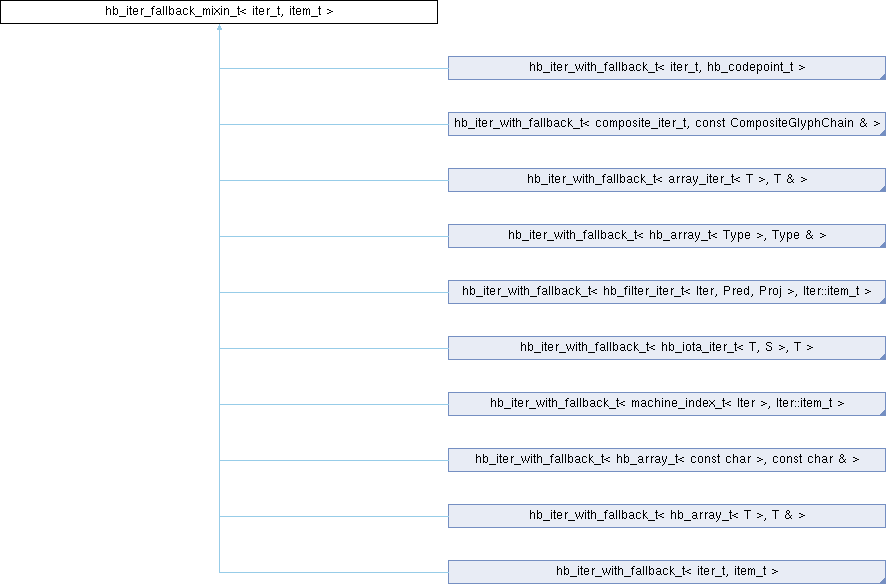 hb_iter_fallback_mixin_t< iter_t, item_t >
hb_iter_with_fallback_t< iter_t, hb_codepoint_t >
hb_iter_with_fallback_t< composite_iter_t, const CompositeGlyphChain & >
hb_iter_with_fallback_t< array_iter_t< T >, T & >
hb_iter_with_fallback_t< hb_array_t< Type >, Type & >
hb_iter_with_fallback_t< hb_filter_iter_t< Iter, Pred, Proj >, Iter::item_t >
hb_iter_with_fallback_t< hb_iota_iter_t< T, S >, T >
hb_iter_with_fallback_t< machine_index_t< Iter >, Iter::item_t >
hb_iter_with_fallback_t< hb_array_t< const char >, const char & >
hb_iter_with_fallback_t< hb_array_t< T >, T & >
hb_iter_with_fallback_t< iter_t, item_t >